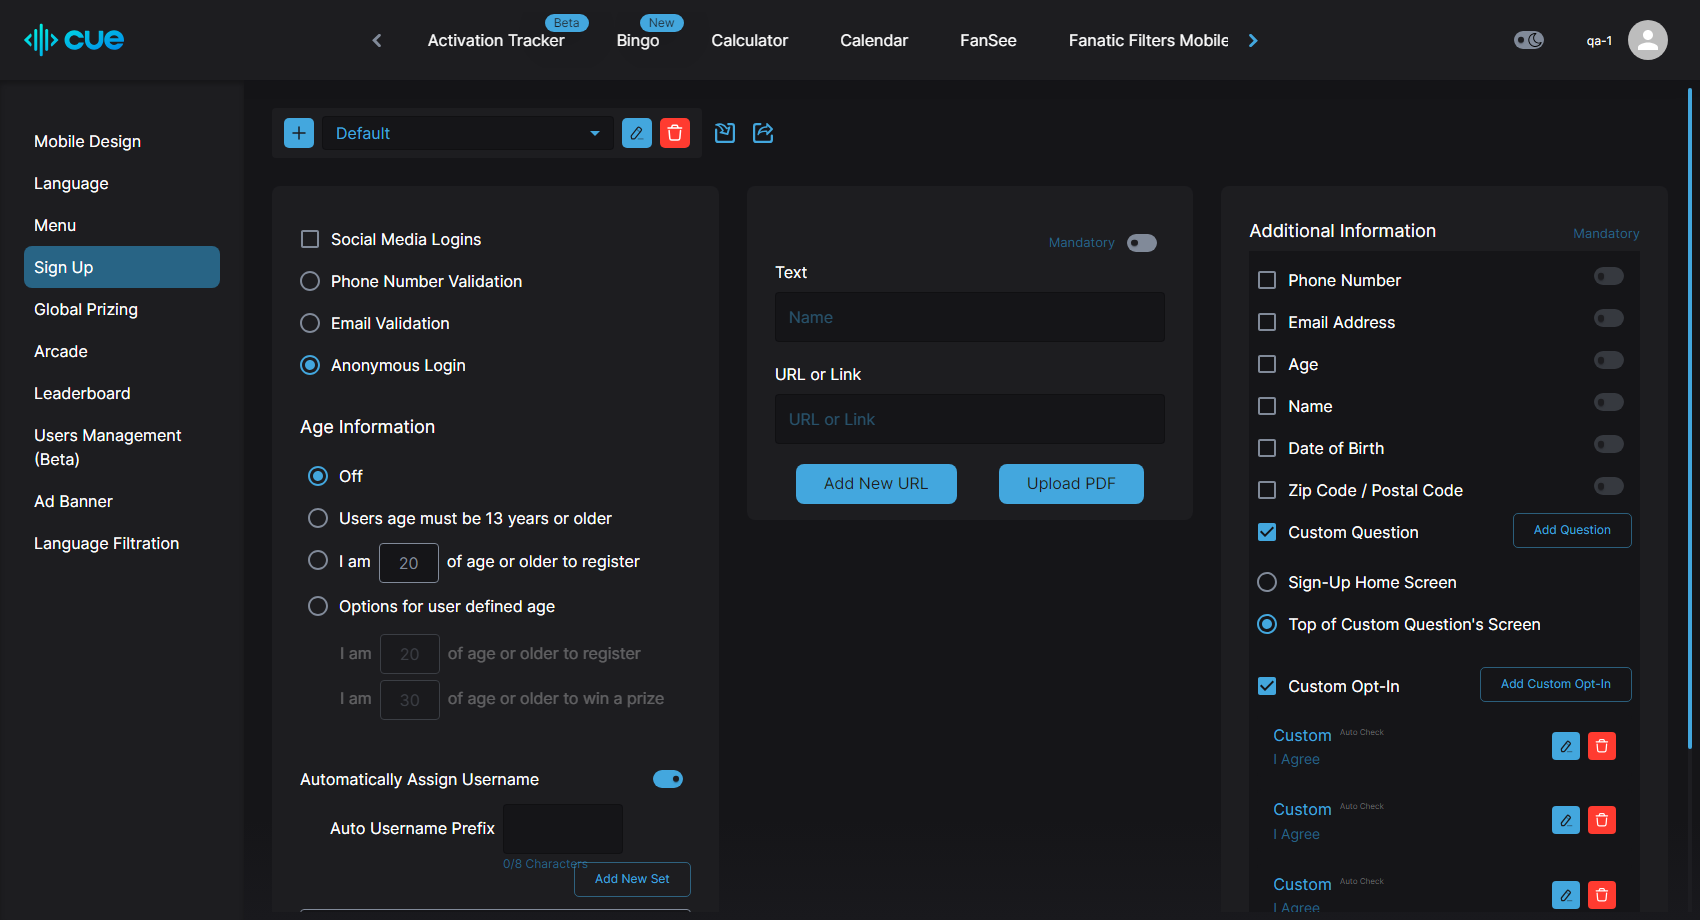 cue
Activation Tracker
Beta
Bingo
New
Calculator
Calendar
FanSee
Fanatic Filters Mobile
qa-1
Mobile Design
Language
Menu
Sign Up
Global Prizing
Arcade
Leaderboard
Users Management
(Beta)
Ad Banner
Language Filtration
Default
Social Media Logins
Phone Number Validation
Email Validation
Anonymous Login
Age Information
Off
Users age must be 13 years or older
I am 20 of age or older to register
Options for user defined age
I am 20 of age or older to register
I am 30 of age or older to win a prize
Automatically Assign Username
Auto Username Prefix
0/8 Characters
Add New Set
Mandatory
Text
Name
URL or Link
URL or Link
Add New URL
Upload PDF
Additional Information
Mandatory
Phone Number
Email Address
Age
Name
Date of Birth
Zip Code / Postal Code
Custom Question
Add Question
Sign-Up Home Screen
Top of Custom Question's Screen
Custom Opt-In
Add Custom Opt-In
Custom Auto Check
I Agree
Custom Auto Check
I Agree
Custom Auto Check
I Agree